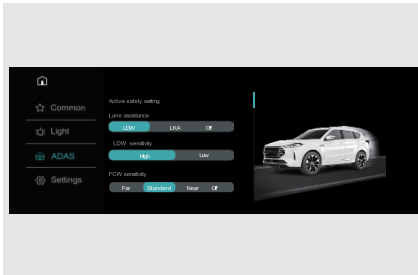 Common
Light
ADAS
Settings
Active safety setting
Lane assistance
LDW LKA Off
LDW sensitivity
High Low
FCW sensitivity
Far Standard Near Off